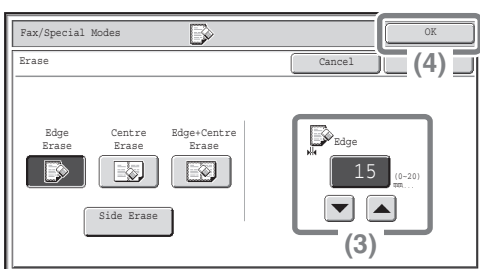 Fax/Special Modes
OK
Erase
Cancel
(4)
Edge
Erase
Centre
Erase
Edge+Centre
Erase
Side Erase
Edge
15
(0~20)
mm
(3)